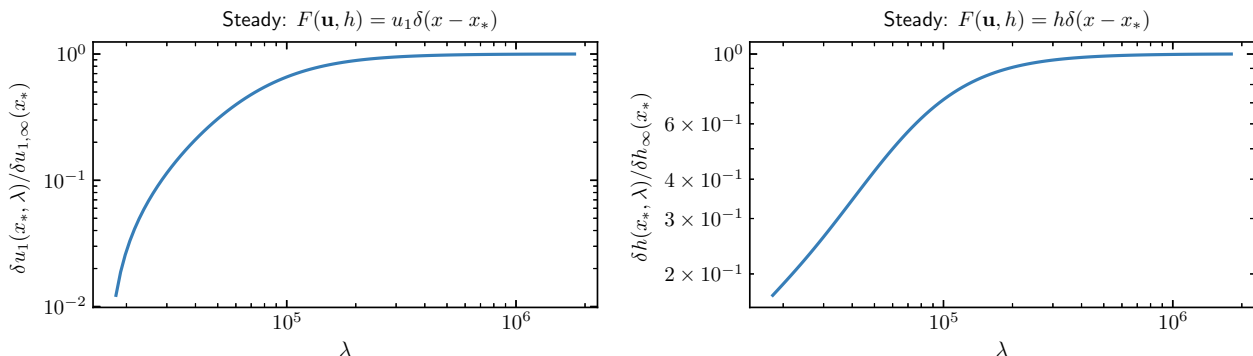 Steady: $F(\mathbf{u}, h) = u_1\delta(x - x_*)$
$10^0$
$10^{-1}$
$10^{-2}$
$\delta u_1(x_*, \lambda)/\delta u_{1,\infty}(x_*)$
$10^5$
$10^6$
$\lambda$
Steady: $F(\mathbf{u}, h) = h\delta(x - x_*)$
$10^0$
$6 \times 10^{-1}$
$4 \times 10^{-1}$
$3 \times 10^{-1}$
$2 \times 10^{-1}$
$\delta h(x_*, \lambda)/\delta h_\infty(x_*)$
$10^5$
$10^6$
$\lambda$